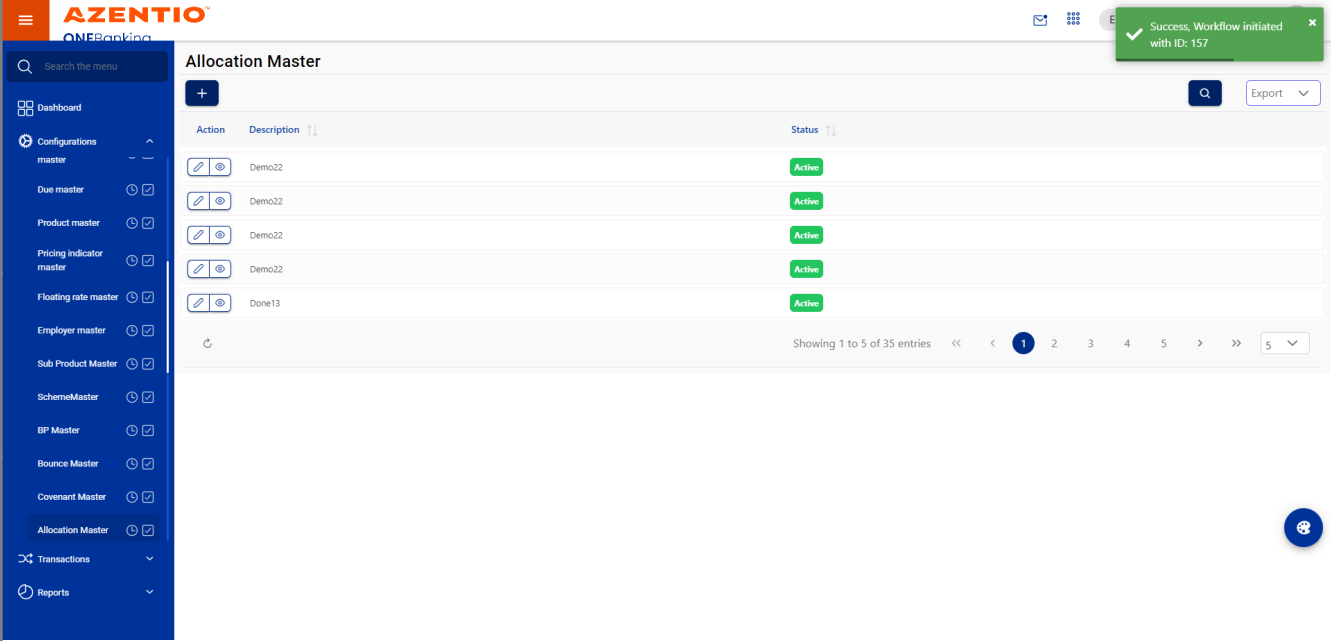 AZENTIO
ONEBanking
Success, Workflow initiated
with ID: 157
Search the menu
Dashboard
Configurations
master
Due master
Product master
Pricing indicator
master
Floating rate master
Employer master
Sub Product Master
SchemeMaster
BP Master
Bounce Master
Covenant Master
Allocation Master
Transactions
Reports
Allocation Master
+
Export
Action Description Status
Demo22 Active
Demo22 Active
Demo22 Active
Demo22 Active
Done13 Active
Showing 1 to 5 of 35 entries « < 1 2 3 4 5 > » 5